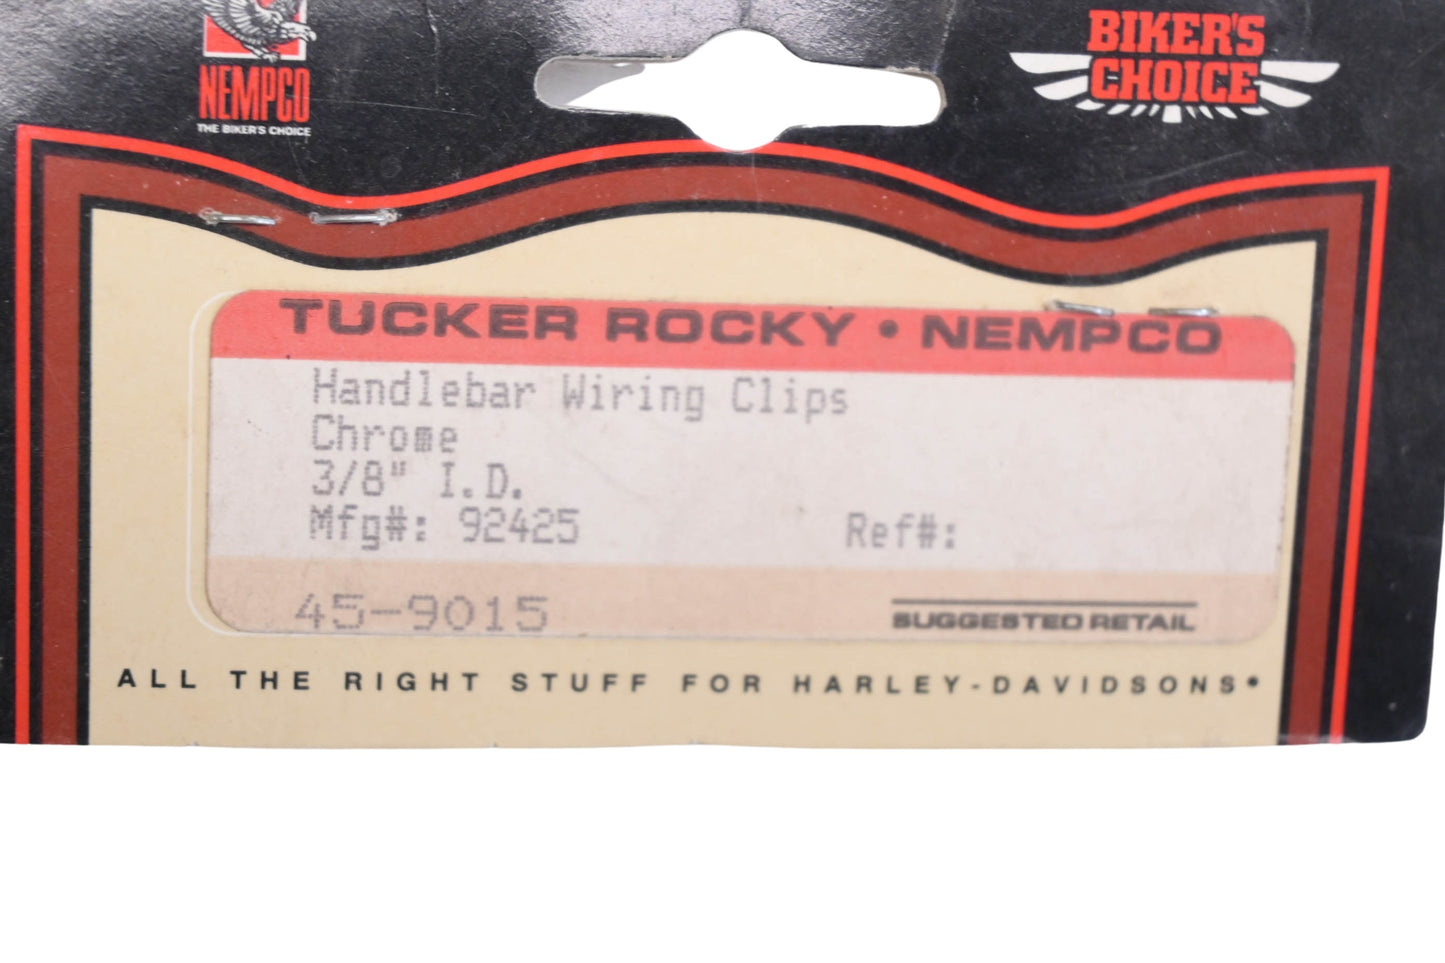 NEMPCO
THE BIKER'S CHOICE
BIKER'S
CHOICE
TUCKER ROCKY • NEMPCO
Handlebar Wiring Clips
Chrome
3/8" I.D.
Mfg#: 92425 Ref#:
45-9015 SUGGESTED RETAIL
ALL THE RIGHT STUFF FOR HARLEY-DAVIDSONS®